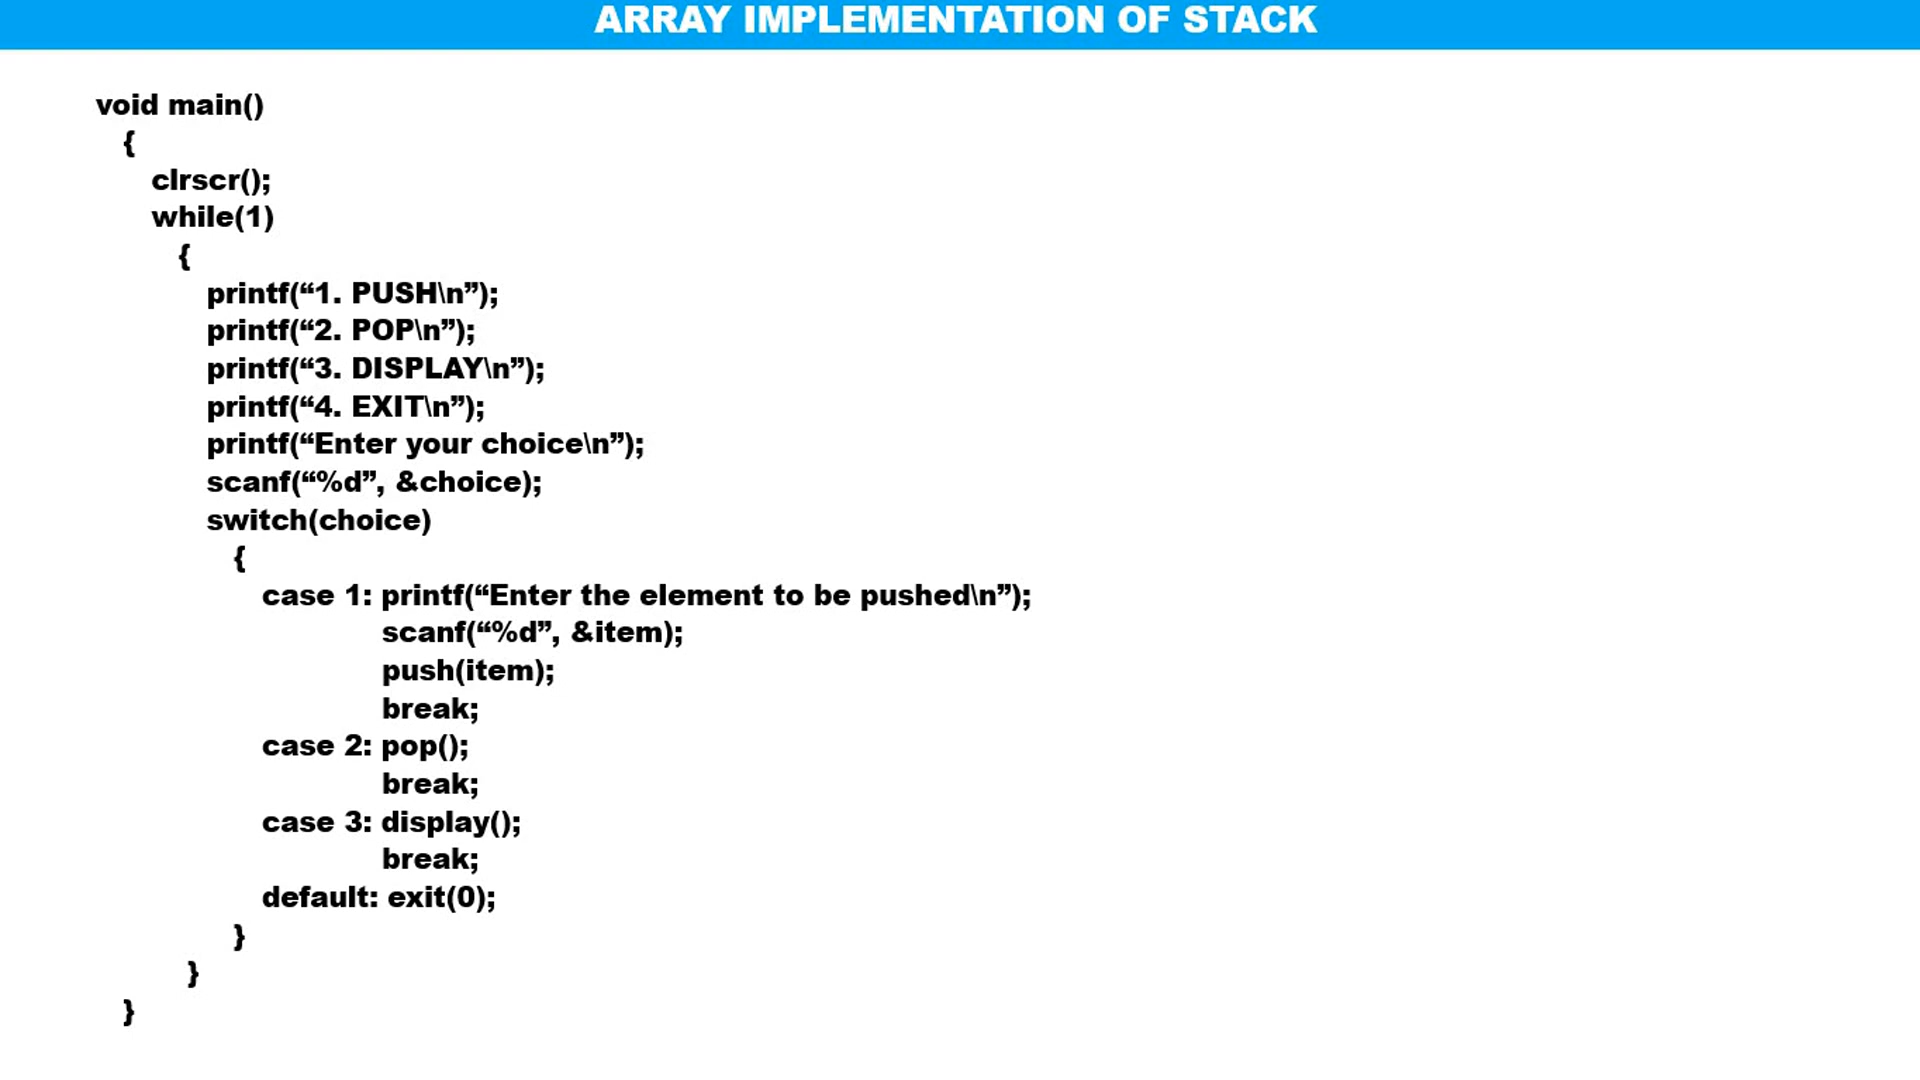 ARRAY IMPLEMENTATION OF STACK
void main()
{
clrscr();
while(1)
{
printf(“1. PUSH\n”);
printf(“2. POP\n”);
printf(“3. DISPLAY\n”);
printf(“4. EXIT\n”);
printf(“Enter your choice\n”);
scanf(“%d”, &choice);
switch(choice)
{
case 1: printf(“Enter the element to be pushed\n”);
scanf(“%d”, &item);
push(item);
break;
case 2: pop();
break;
case 3: display();
break;
default: exit(0);
}
}
}